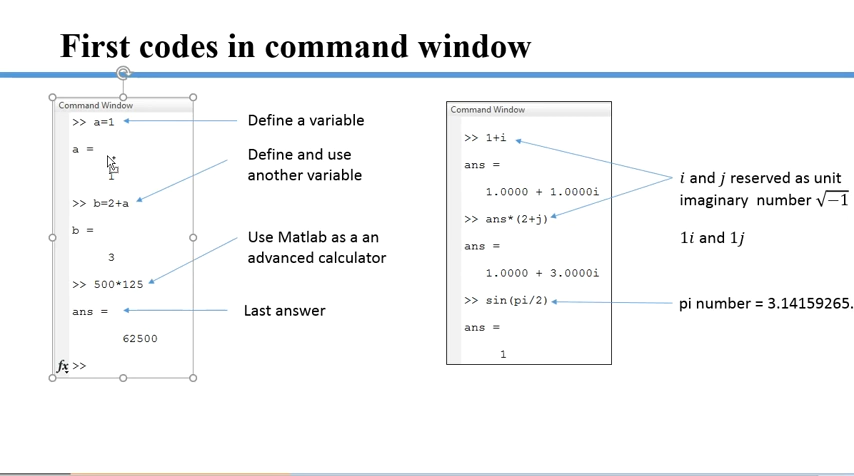 First codes in command window
Command Window
>> a=1
a =
1
>> b=2+a
b =
3
>> 500*125
ans =
62500
fx >>
Define a variable
Define and use
another variable
Use Matlab as a an
advanced calculator
Last answer
Command Window
>> 1+i
ans =
1.0000 + 1.0000i
>> ans*(2+j)
ans =
1.0000 + 3.0000i
>> sin(pi/2)
ans =
1
i and j reserved as unit
imaginary number √−1
1i and 1j
pi number = 3.14159265.